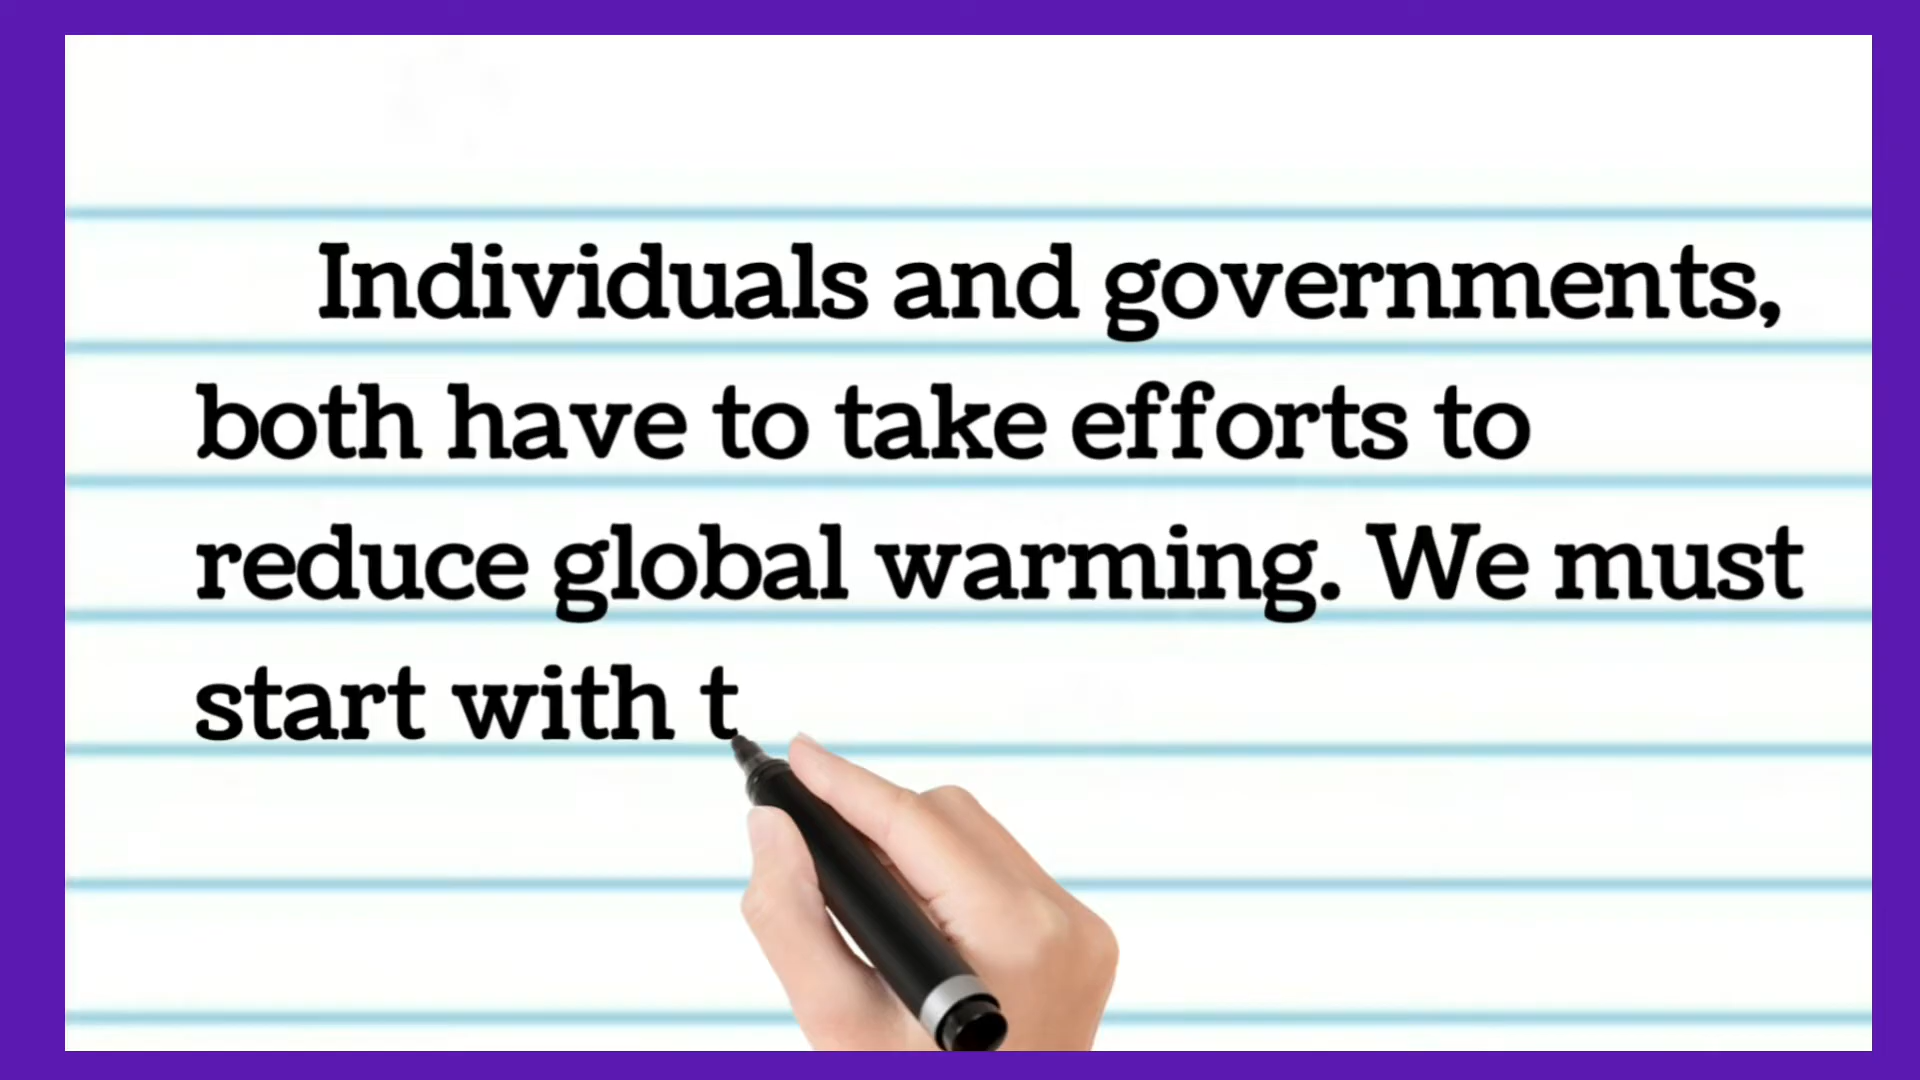 Individuals and governments,
both have to take efforts to
reduce global warming. We must
start with t